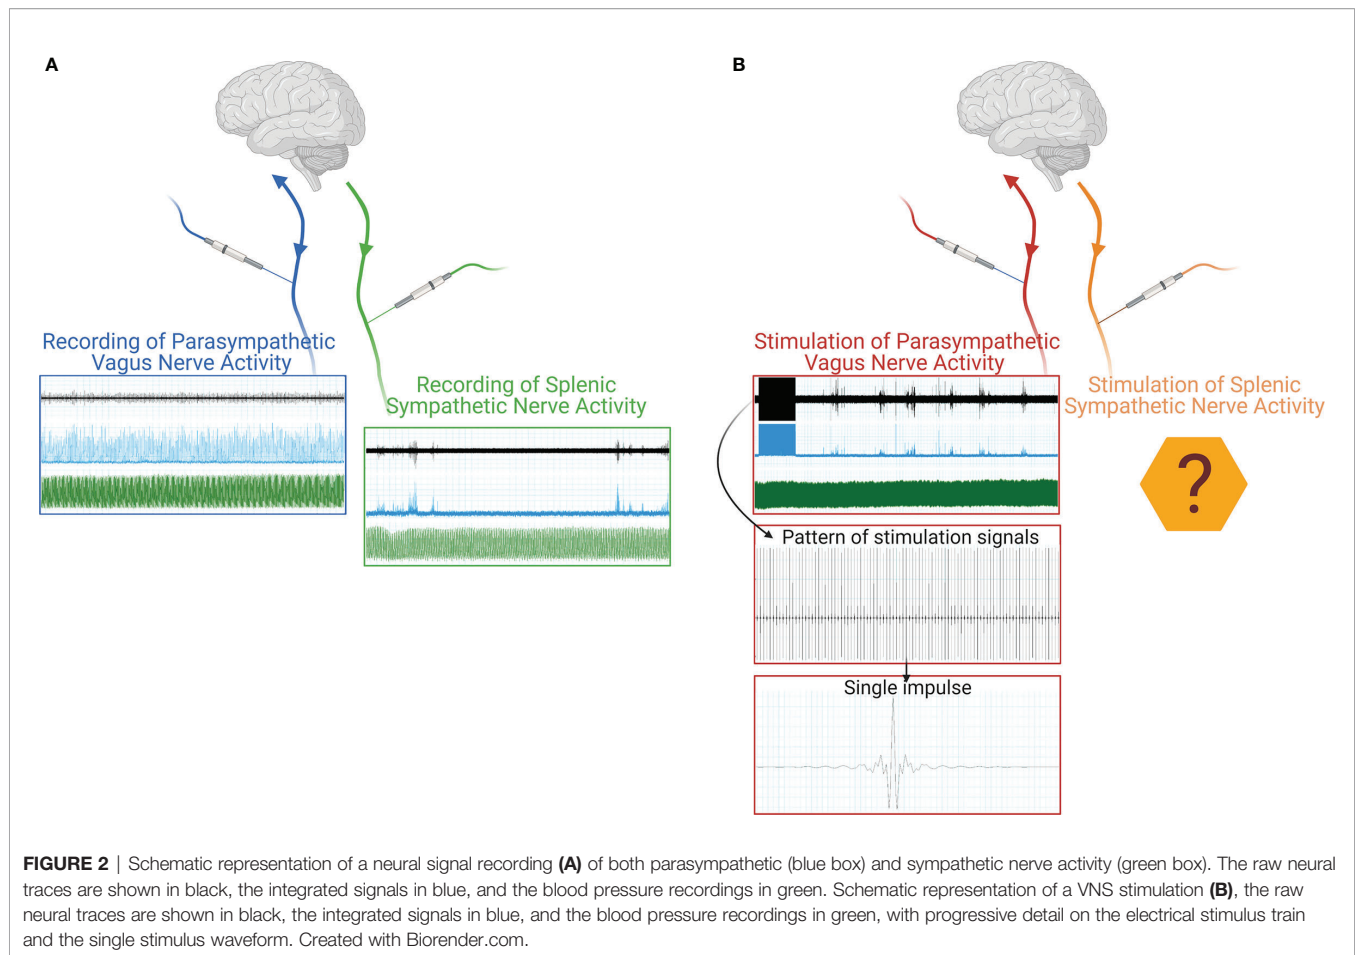 A
B
Recording of Parasympathetic
Vagus Nerve Activity
Recording of Splenic
Sympathetic Nerve Activity
Stimulation of Parasympathetic
Vagus Nerve Activity
Stimulation of Splenic
Sympathetic Nerve Activity
?
Pattern of stimulation signals
Single impulse
FIGURE 2 | Schematic representation of a neural signal recording (A) of both parasympathetic (blue box) and sympathetic nerve activity (green box). The raw neural
traces are shown in black, the integrated signals in blue, and the blood pressure recordings in green. Schematic representation of a VNS stimulation (B), the raw
neural traces are shown in black, the integrated signals in blue, and the blood pressure recordings in green, with progressive detail on the electrical stimulus train
and the single stimulus waveform. Created with Biorender.com.